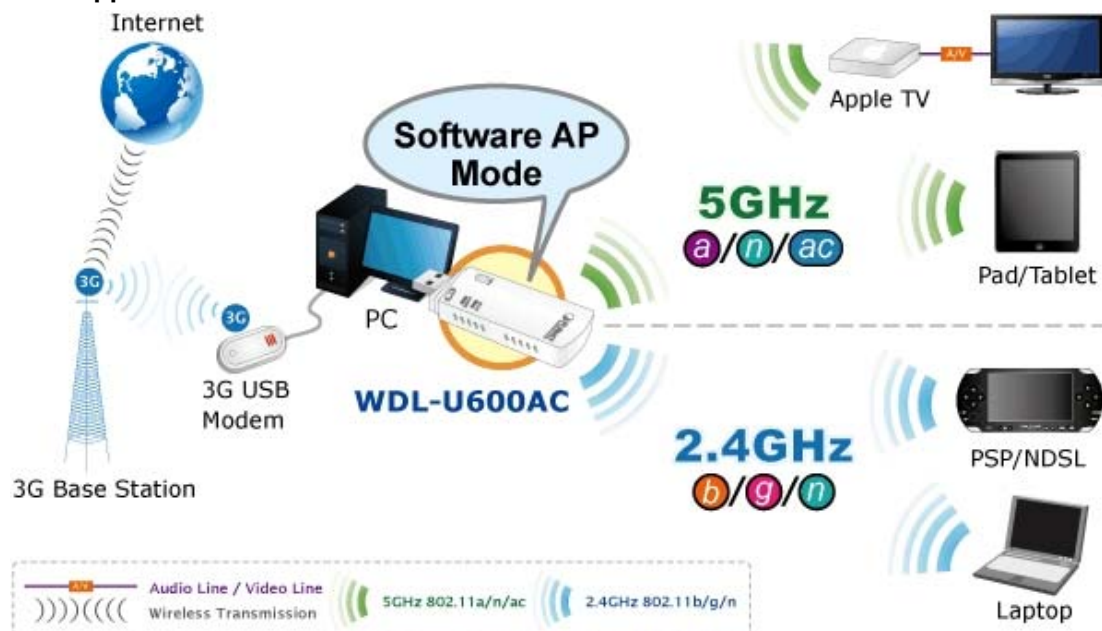 Internet
Software AP
Mode
A/V
Apple TV
5GHz
a/n/ac
Pad/Tablet
3G
3G
PC
3G USB
Modem
WDL-U600AC
3G Base Station
2.4GHz
b/g/n
PSP/NDSL
Laptop
A/V Audio Line / Video Line
Wireless Transmission
5GHz 802.11a/n/ac
2.4GHz 802.11b/g/n